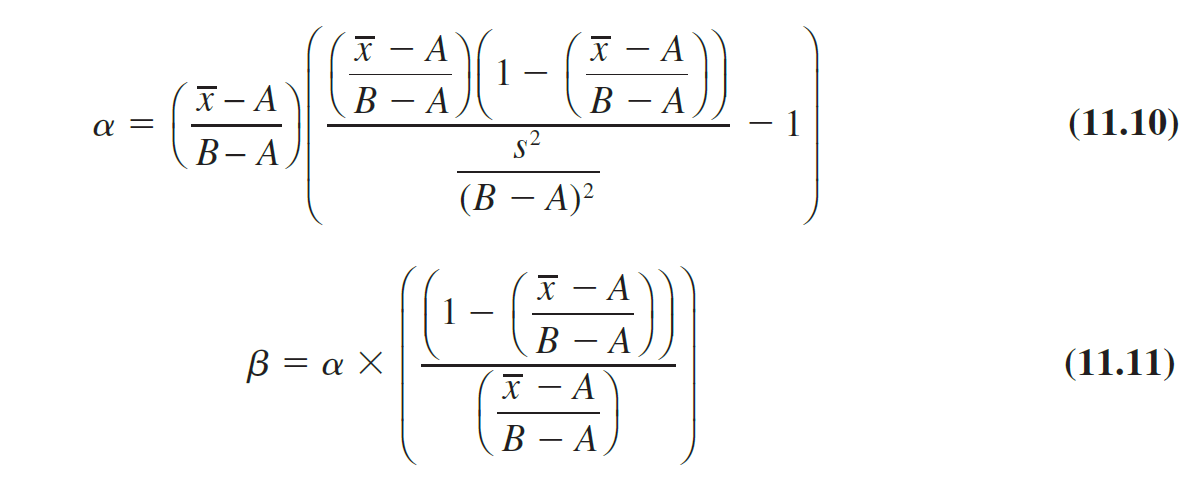 α = ((x̄ − A)/(B − A)) ( (((x̄ − A)/(B − A)) (1 − ((x̄ − A)/(B − A)))) / (s²/(B − A)²) − 1 ) (11.10)
β = α × ( ((1 − ((x̄ − A)/(B − A)))) / ((x̄ − A)/(B − A)) ) (11.11)